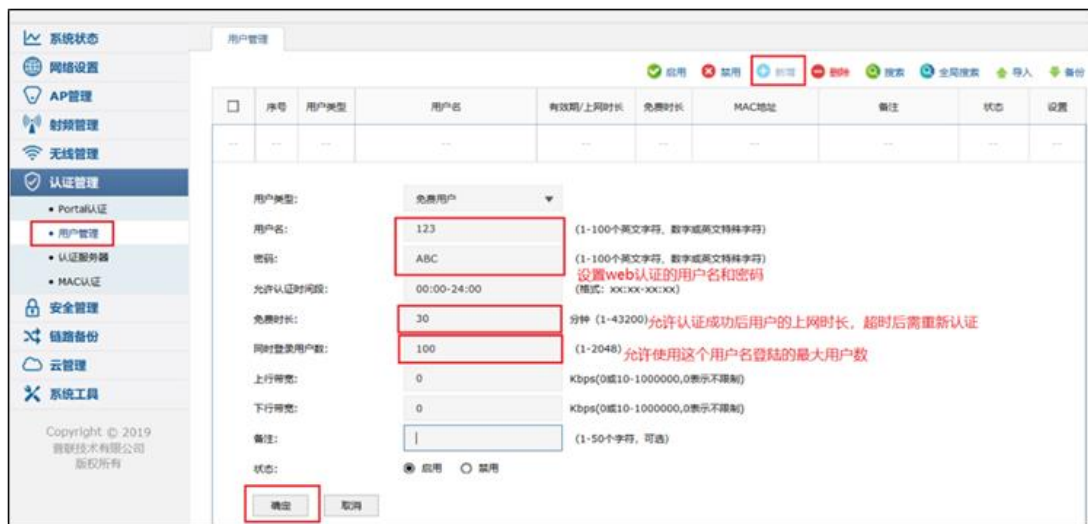 系统状态
网络设置
AP管理
射频管理
无线管理
认证管理
• Portal认证
• 用户管理
• 认证服务器
• MAC认证
安全管理
链路备份
云管理
系统工具
Copyright © 2019
普联技术有限公司
版权所有
用户管理
启用 禁用 新增 删除 搜索 全局搜索 导入 备份
序号 用户类型 用户名 有效期/上网时长 免费时长 MAC地址 备注 状态 设置
-- -- -- -- -- -- -- -- -- --
用户类型: 免费用户
用户名: 123 (1-100个英文字符、数字或英文特殊字符)
密码: ABC (1-100个英文字符、数字或英文特殊字符)
设置web认证的用户名和密码
允许认证时间段: 00:00-24:00 (格式: xx:xx-xx:xx)
免费时长: 30 分钟 (1-43200) 允许认证成功后用户的上网时长，超时后需重新认证
同时登录用户数: 100 (1-2048) 允许使用这个用户名登陆的最大用户数
上行带宽: 0 Kbps(0或10-1000000,0表示不限制)
下行带宽: 0 Kbps(0或10-1000000,0表示不限制)
备注: (1-50个字符，可选)
状态: 启用 禁用
确定 取消